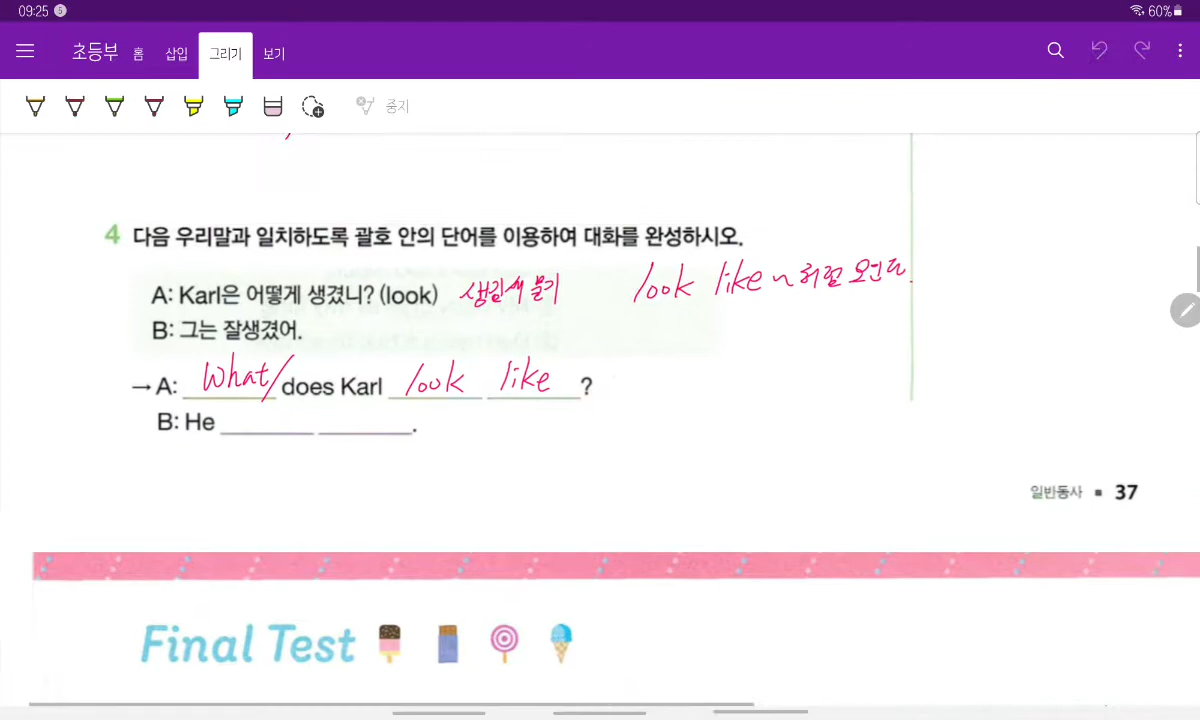 09:25 5 60%
초등부 홈 삽입 그리기 보기
중지
4 다음 우리말과 일치하도록 괄호 안의 단어를 이용하여 대화를 완성하시오.
A: Karl은 어떻게 생겼니? (look) 생김새 묻기 look like ~처럼 보인다.
B: 그는 잘생겼어.
→ A: What / does Karl look like ?
B: He ________ ________.
일반동사 ■ 37
Final Test